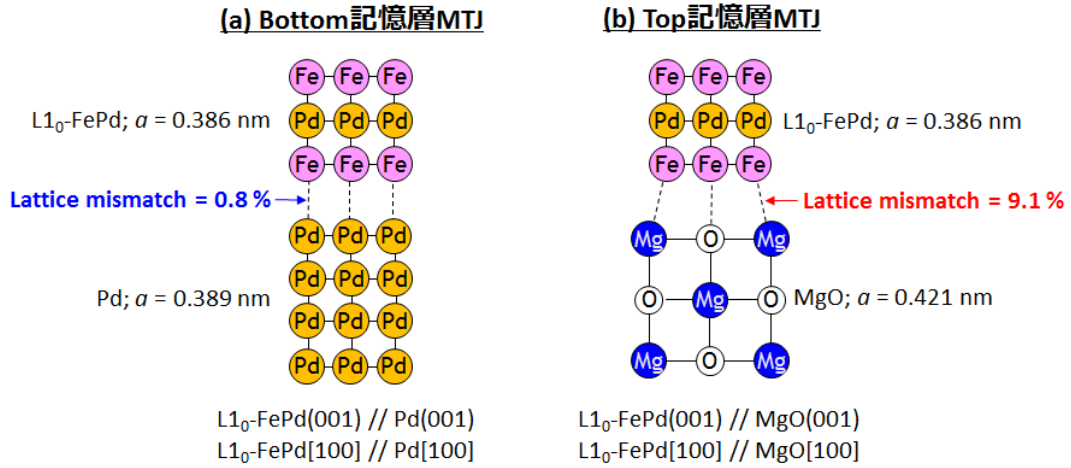 (a) Bottom記憶層MTJ
(b) Top記憶層MTJ
Fe Fe Fe
Fe Fe Fe
L1₀-FePd; a = 0.386 nm
Pd Pd Pd
Pd Pd Pd
L1₀-FePd; a = 0.386 nm
Fe Fe Fe
Fe Fe Fe
Lattice mismatch = 0.8 %
Lattice mismatch = 9.1 %
Pd Pd Pd
Mg O Mg
Pd Pd Pd
Pd; a = 0.389 nm
O Mg O
MgO; a = 0.421 nm
Pd Pd Pd
Pd Pd Pd
Mg O Mg
L1₀-FePd(001) // Pd(001)
L1₀-FePd[100] // Pd[100]
L1₀-FePd(001) // MgO(001)
L1₀-FePd[100] // MgO[100]